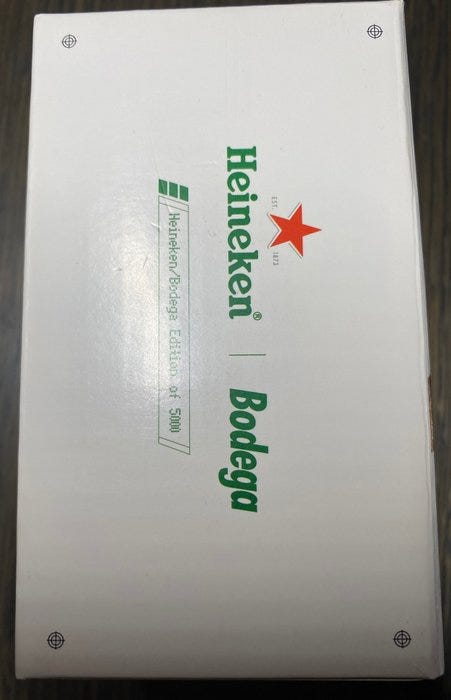 EST. 1873
Heineken® | Bodega
Heineken/Bodega Edition of 5000